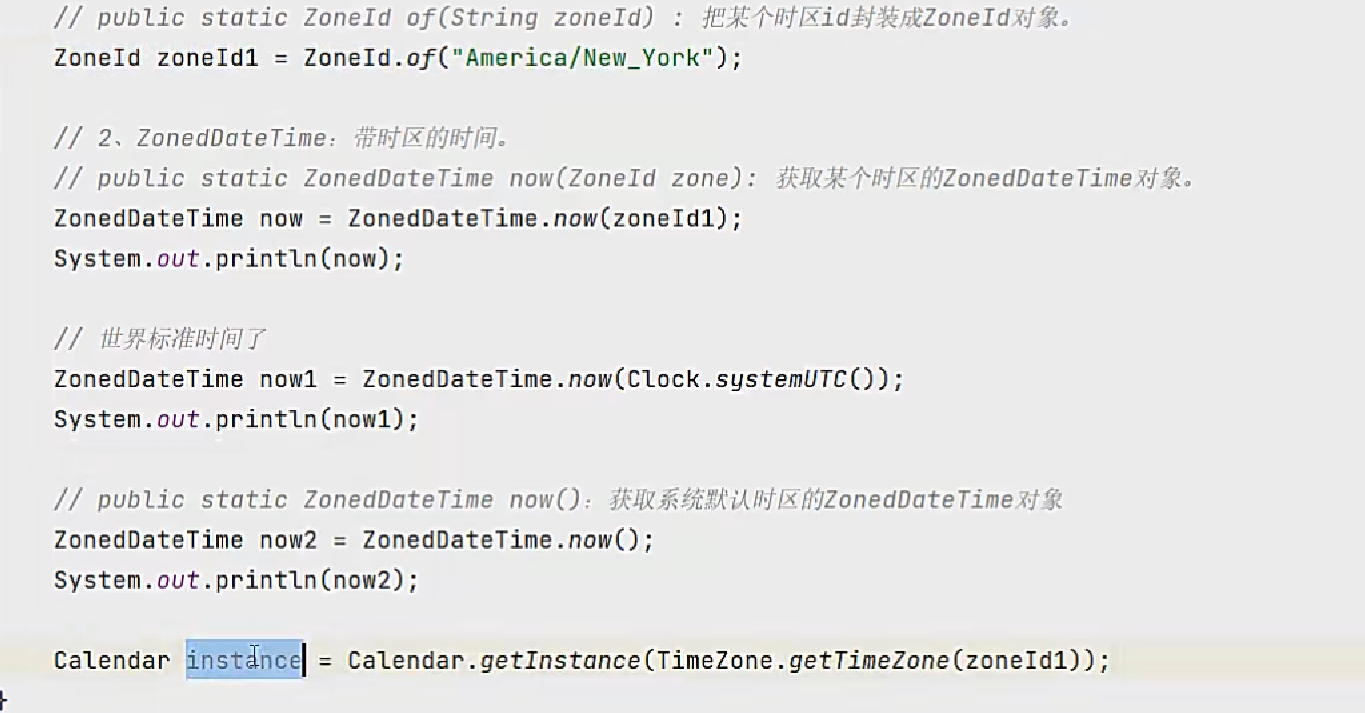 // public static ZoneId of(String zoneId) : 把某个时区id封装成ZoneId对象。
ZoneId zoneId1 = ZoneId.of("America/New_York");
// 2、ZonedDateTime：带时区的时间。
// public static ZonedDateTime now(ZoneId zone): 获取某个时区的ZonedDateTime对象。
ZonedDateTime now = ZonedDateTime.now(zoneId1);
System.out.println(now);
// 世界标准时间了
ZonedDateTime now1 = ZonedDateTime.now(Clock.systemUTC());
System.out.println(now1);
// public static ZonedDateTime now()：获取系统默认时区的ZonedDateTime对象
ZonedDateTime now2 = ZonedDateTime.now();
System.out.println(now2);
Calendar instance = Calendar.getInstance(TimeZone.getTimeZone(zoneId1));
}